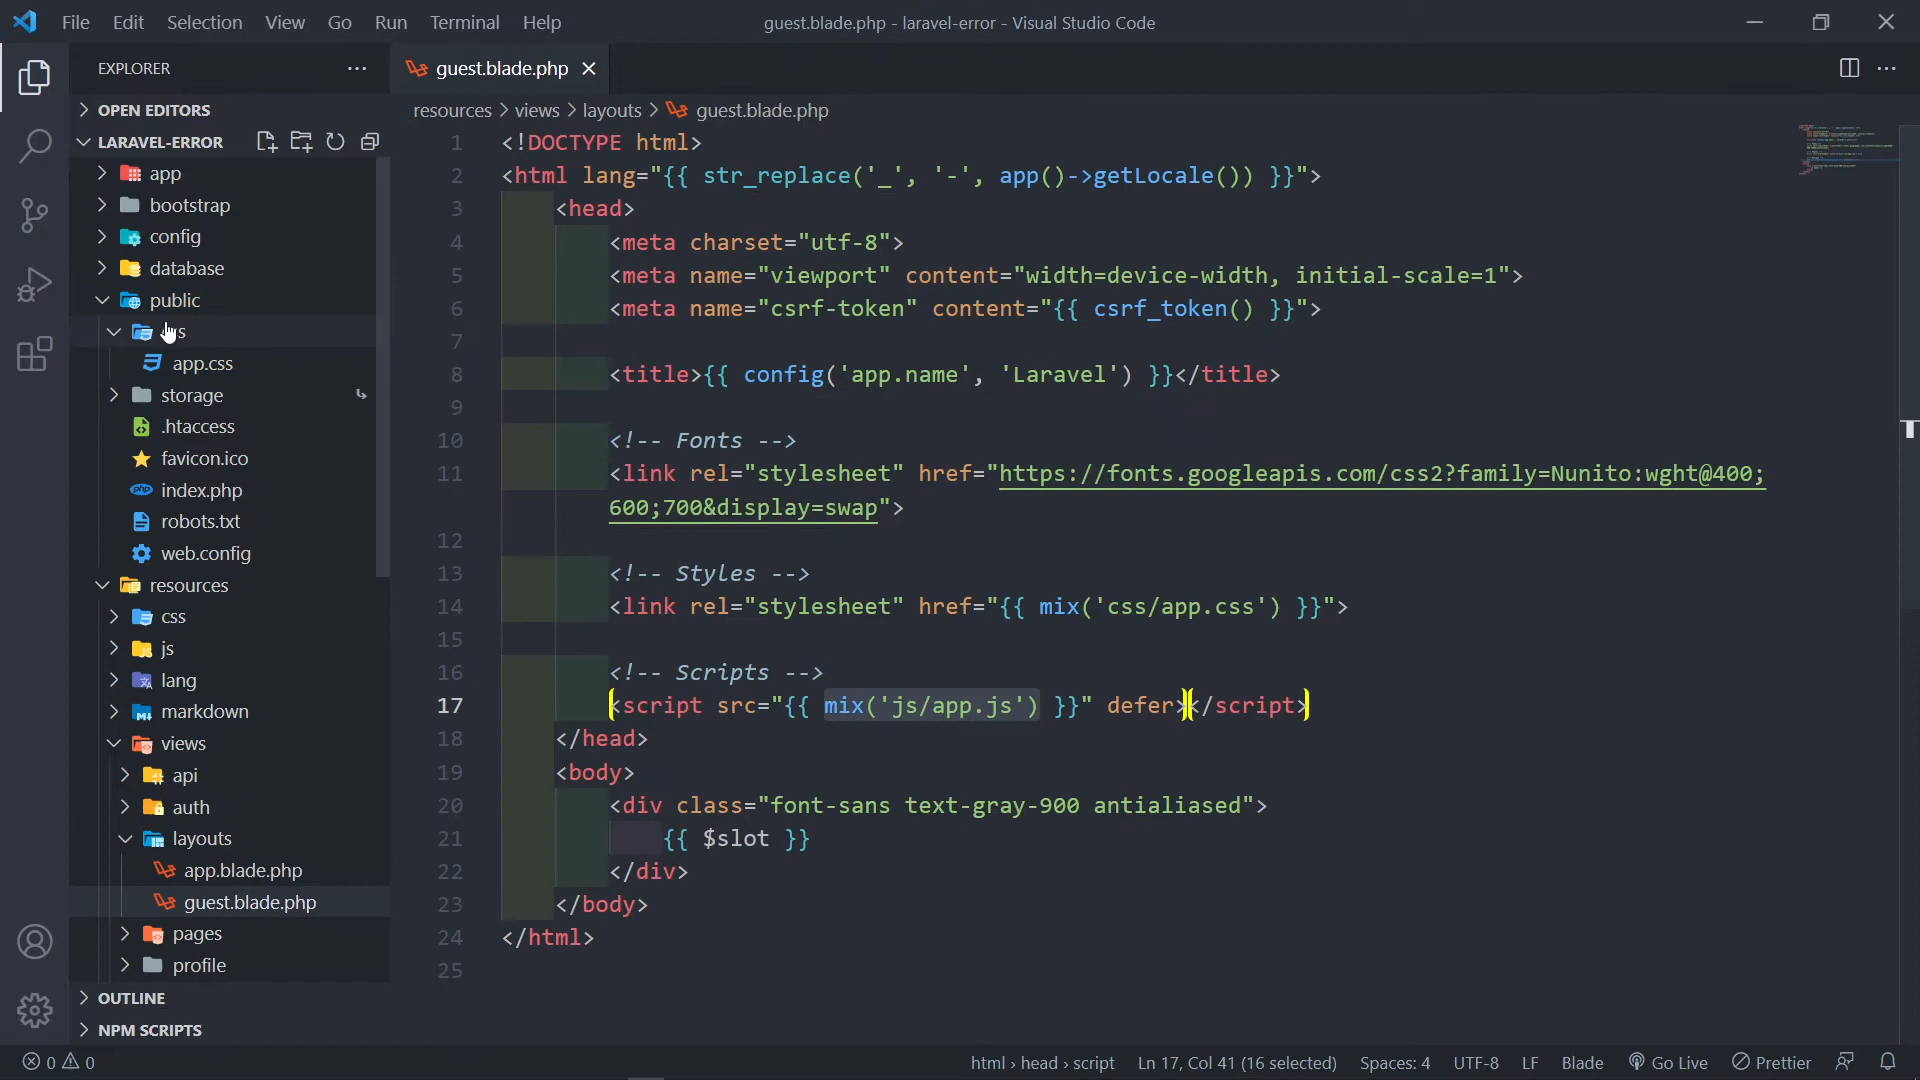 File Edit Selection View Go Run Terminal Help
guest.blade.php - laravel-error - Visual Studio Code
EXPLORER
OPEN EDITORS
LARAVEL-ERROR
app
bootstrap
config
database
public
app.css
storage
.htaccess
favicon.ico
index.php
robots.txt
web.config
resources
css
js
lang
markdown
views
api
auth
layouts
app.blade.php
guest.blade.php
pages
profile
OUTLINE
NPM SCRIPTS
guest.blade.php
resources > views > layouts > guest.blade.php
1 <!DOCTYPE html>
2 <html lang="{{ str_replace('_', '-', app()->getLocale()) }}">
3 <head>
4 <meta charset="utf-8">
5 <meta name="viewport" content="width=device-width, initial-scale=1">
6 <meta name="csrf-token" content="{{ csrf_token() }}">
7
8 <title>{{ config('app.name', 'Laravel') }}</title>
9
10 <!-- Fonts -->
11 <link rel="stylesheet" href="https://fonts.googleapis.com/css2?family=Nunito:wght@400;
600;700&display=swap">
12
13 <!-- Styles -->
14 <link rel="stylesheet" href="{{ mix('css/app.css') }}">
15
16 <!-- Scripts -->
17 <script src="{{ mix('js/app.js') }}" defer></script>
18 </head>
19 <body>
20 <div class="font-sans text-gray-900 antialiased">
21 {{ $slot }}
22 </div>
23 </body>
24 </html>
25
0 0
html › head › script Ln 17, Col 41 (16 selected) Spaces: 4 UTF-8 LF Blade Go Live Prettier